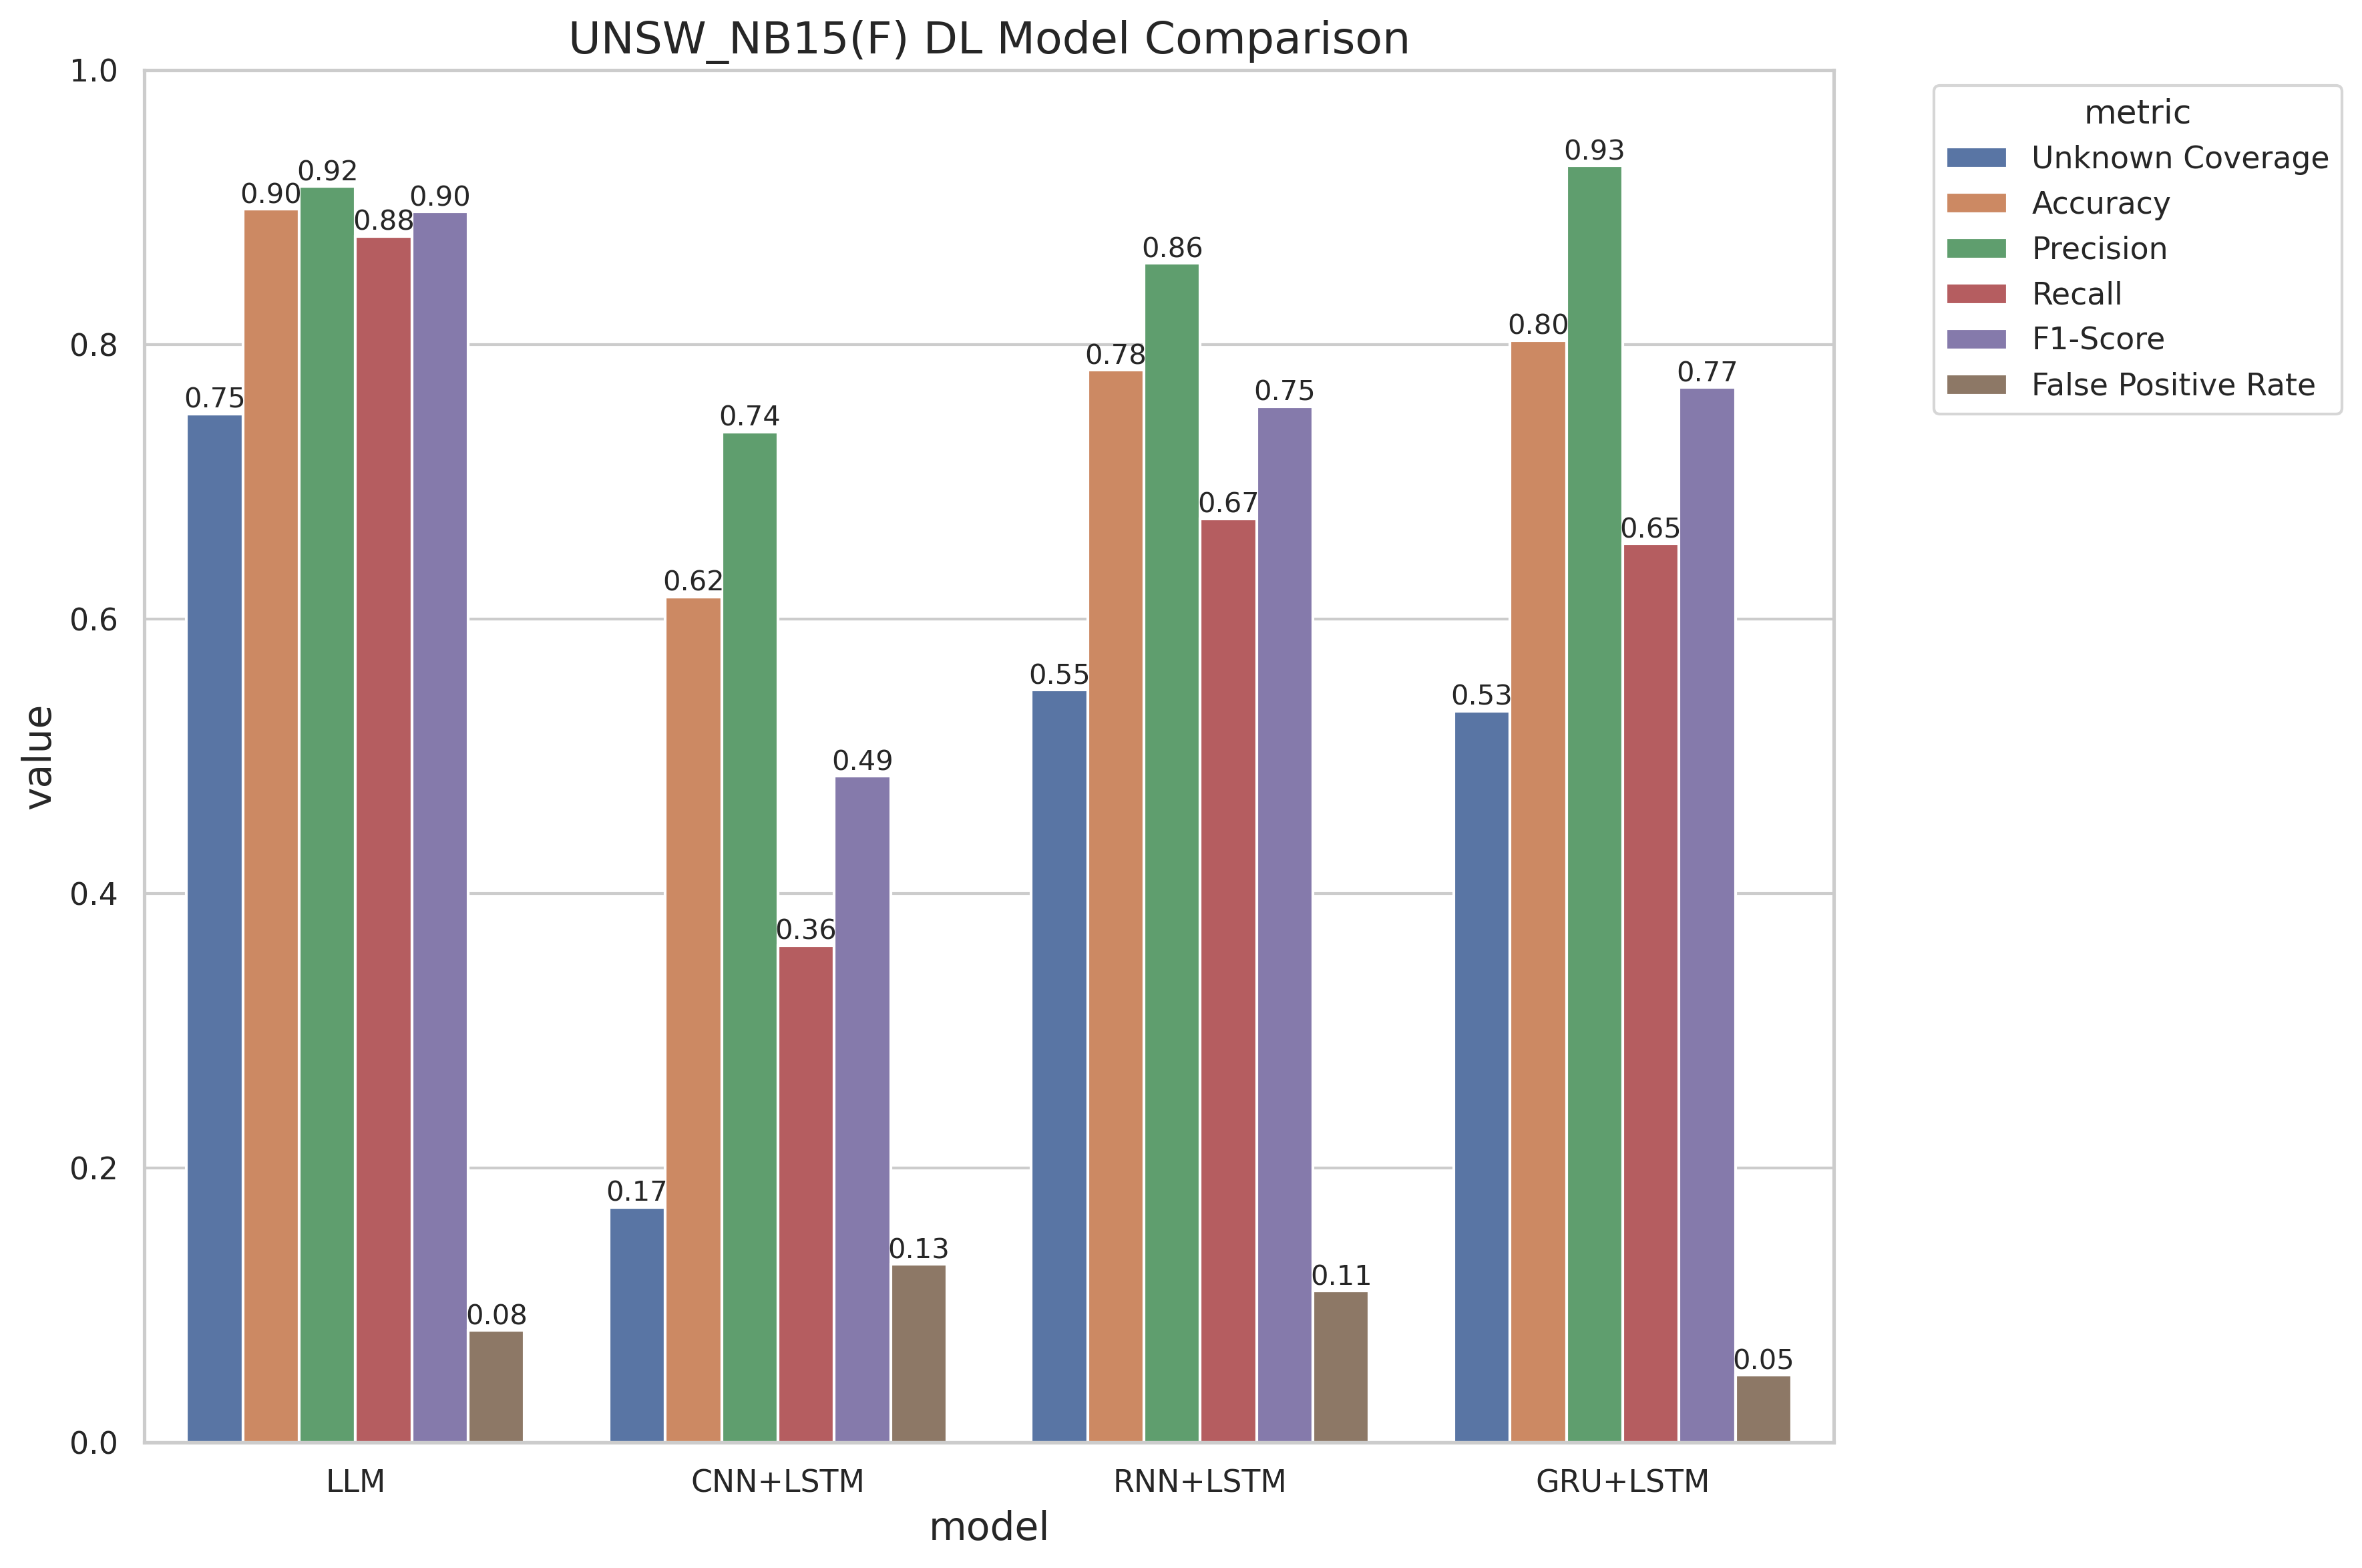 UNSW_NB15(F) DL Model Comparison
metric
Unknown Coverage
Accuracy
Precision
Recall
F1-Score
False Positive Rate
value
1.0
0.8
0.6
0.4
0.2
0.0
0.75
0.90
0.92
0.88
0.90
0.08
0.17
0.62
0.74
0.36
0.49
0.13
0.55
0.78
0.86
0.67
0.75
0.11
0.53
0.80
0.93
0.65
0.77
0.05
LLM
CNN+LSTM
RNN+LSTM
GRU+LSTM
model